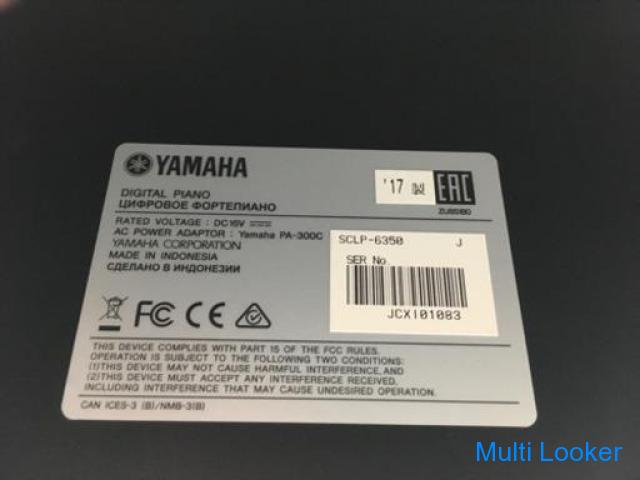 YAMAHA
'17
EAC
DIGITAL PIANO
ЦИФРОВОЕ ФОРТЕПИАНО
RATED VOLTAGE : DC16V
AC POWER ADAPTOR : Yamaha PA-300C
YAMAHA CORPORATION
MADE IN INDONESIA
СДЕЛАНО В ИНДОНЕЗИИ
SCLP-6350 J
SER No.
JCXI01083
FC CE
THIS DEVICE COMPLIES WITH PART 15 OF THE FCC RULES.
OPERATION IS SUBJECT TO THE FOLLOWING TWO CONDITIONS:
(1)THIS DEVICE MAY NOT CAUSE HARMFUL INTERFERENCE,AND
(2)THIS DEVICE MUST ACCEPT ANY INTERFERENCE RECEIVED,
INCLUDING INTERFERENCE THAT MAY CAUSE UNDESIRED OPERATION.
CAN ICES-3 (B)/NMB-3(B)
Multi Looker